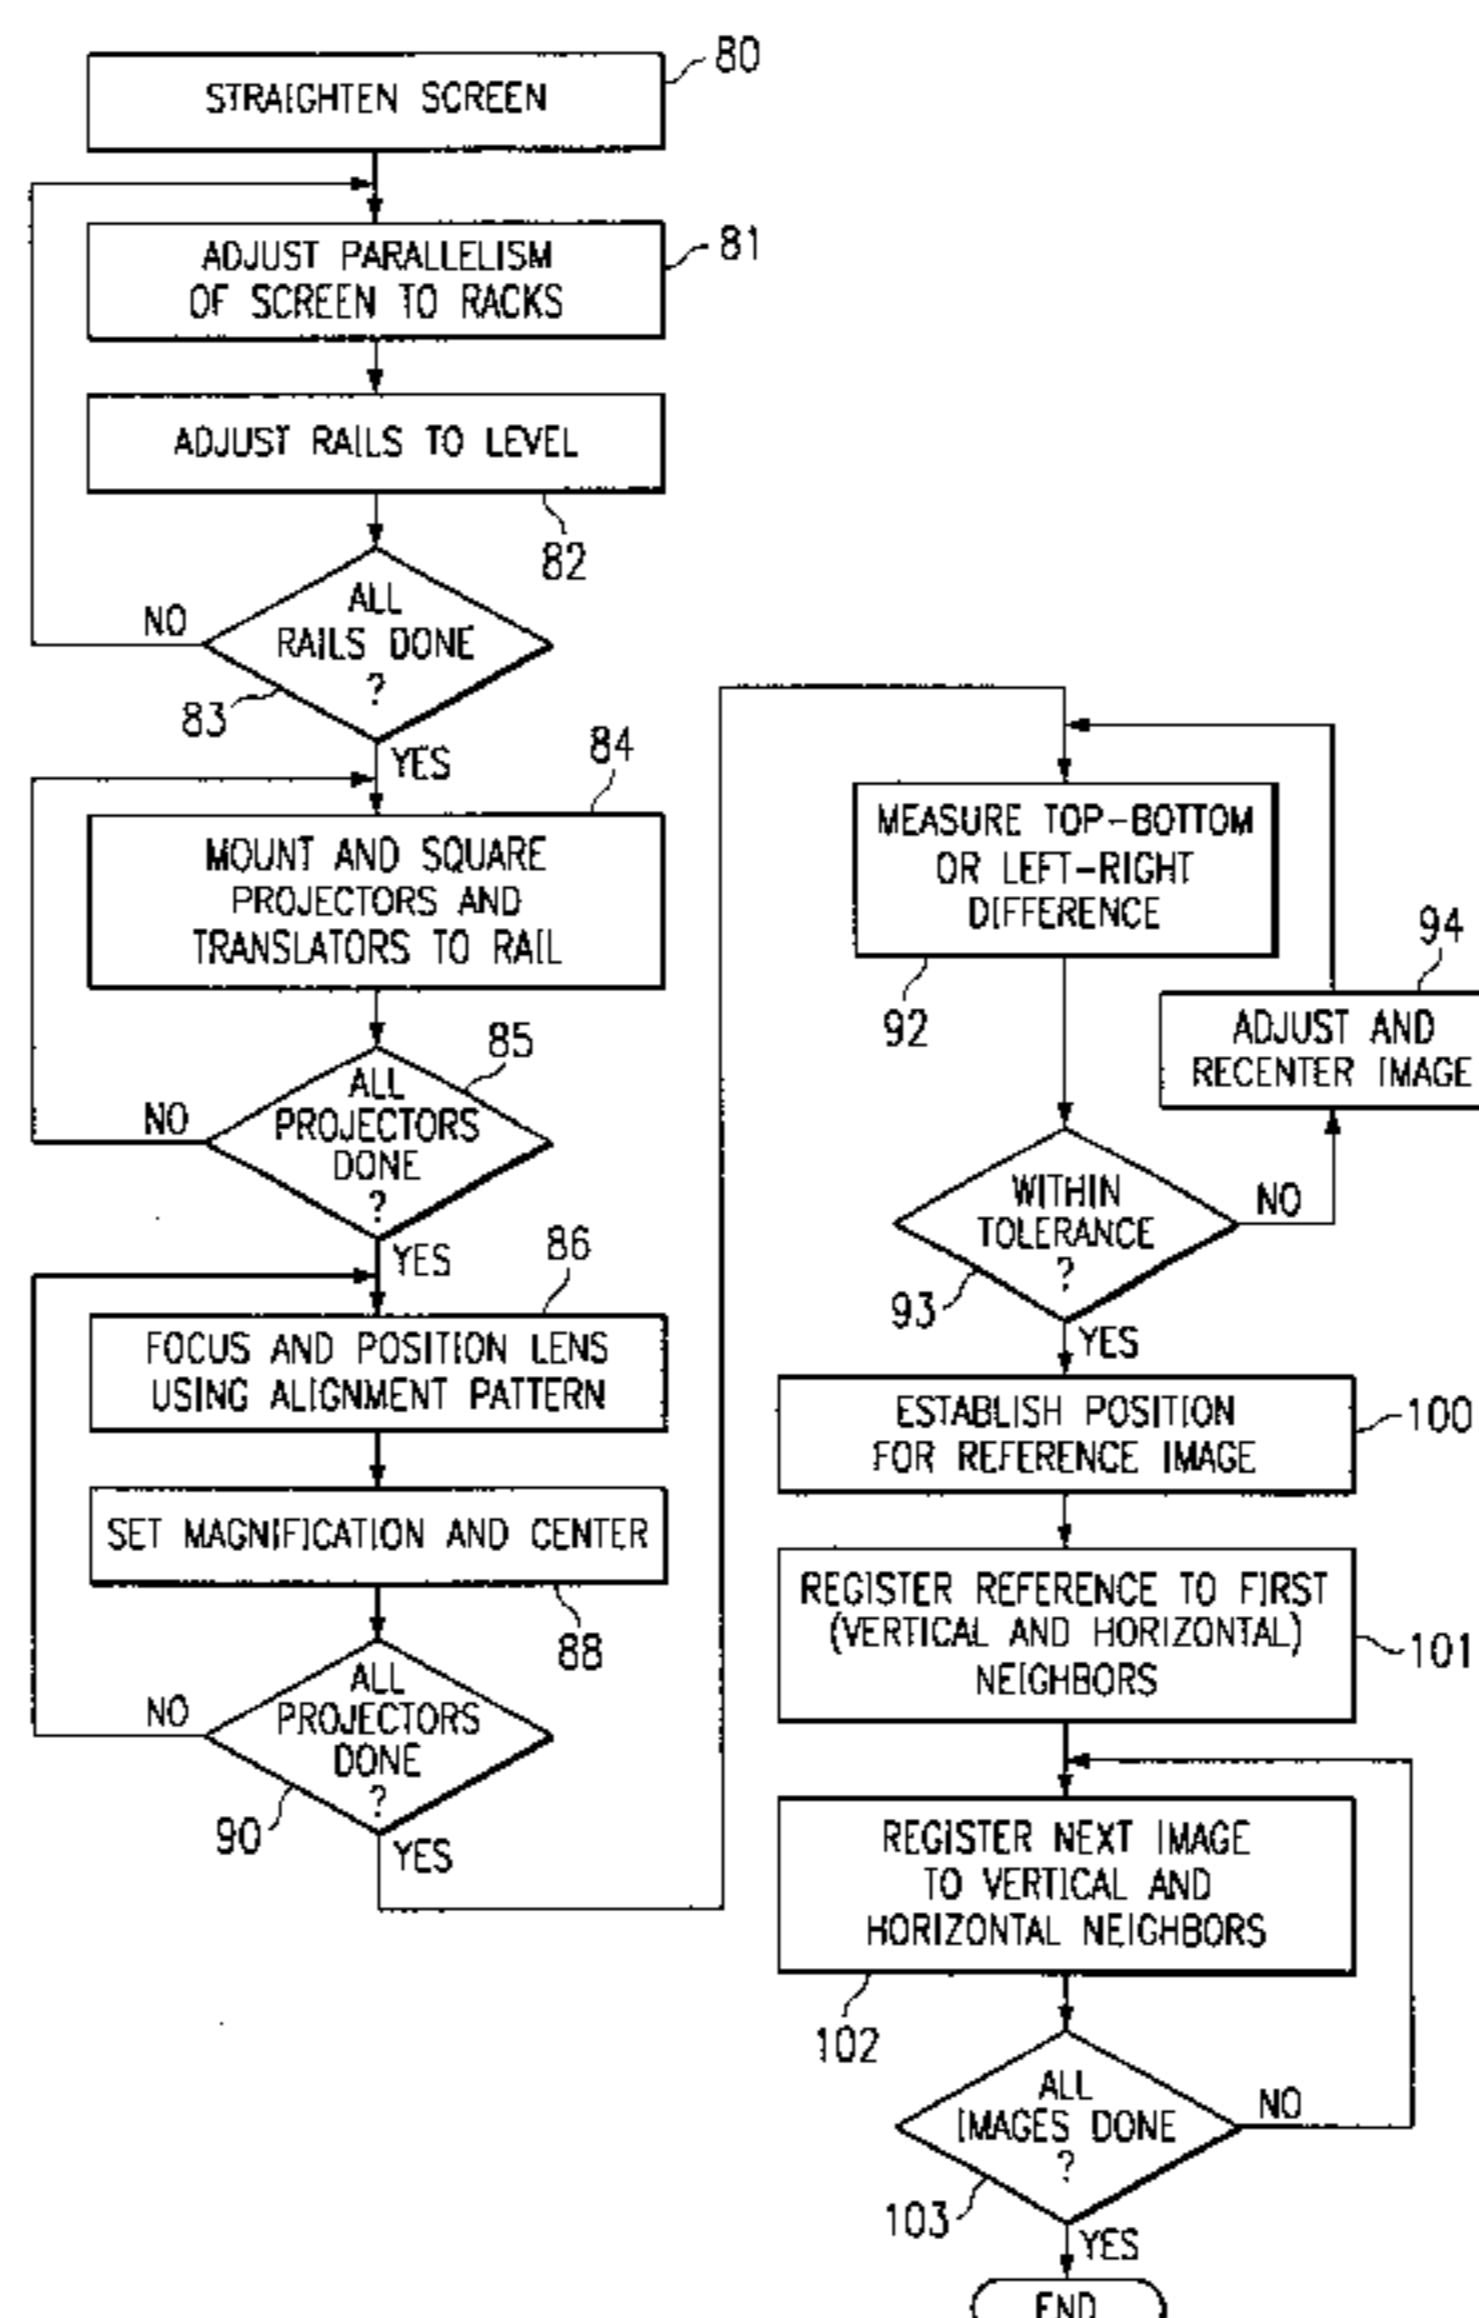 80
STRAIGHTEN SCREEN
81
ADJUST PARALLELISM
OF SCREEN TO RACKS
ADJUST RAILS TO LEVEL
82
ALL
RAILS DONE
?
NO
83
YES
84
MOUNT AND SQUARE
PROJECTORS AND
TRANSLATORS TO RAIL
85
ALL
PROJECTORS
DONE
?
NO
YES
86
FOCUS AND POSITION LENS
USING ALIGNMENT PATTERN
SET MAGNIFICATION AND CENTER
88
ALL
PROJECTORS
DONE
?
NO
90
YES
MEASURE TOP-BOTTOM
OR LEFT-RIGHT
DIFFERENCE
92
94
ADJUST AND
RECENTER IMAGE
WITHIN
TOLERANCE
?
NO
93
YES
ESTABLISH POSITION
FOR REFERENCE IMAGE
100
REGISTER REFERENCE TO FIRST
(VERTICAL AND HORIZONTAL)
NEIGHBORS
101
REGISTER NEXT IMAGE
TO VERTICAL AND
HORIZONTAL NEIGHBORS
102
ALL
IMAGES DONE
?
NO
103
YES
END